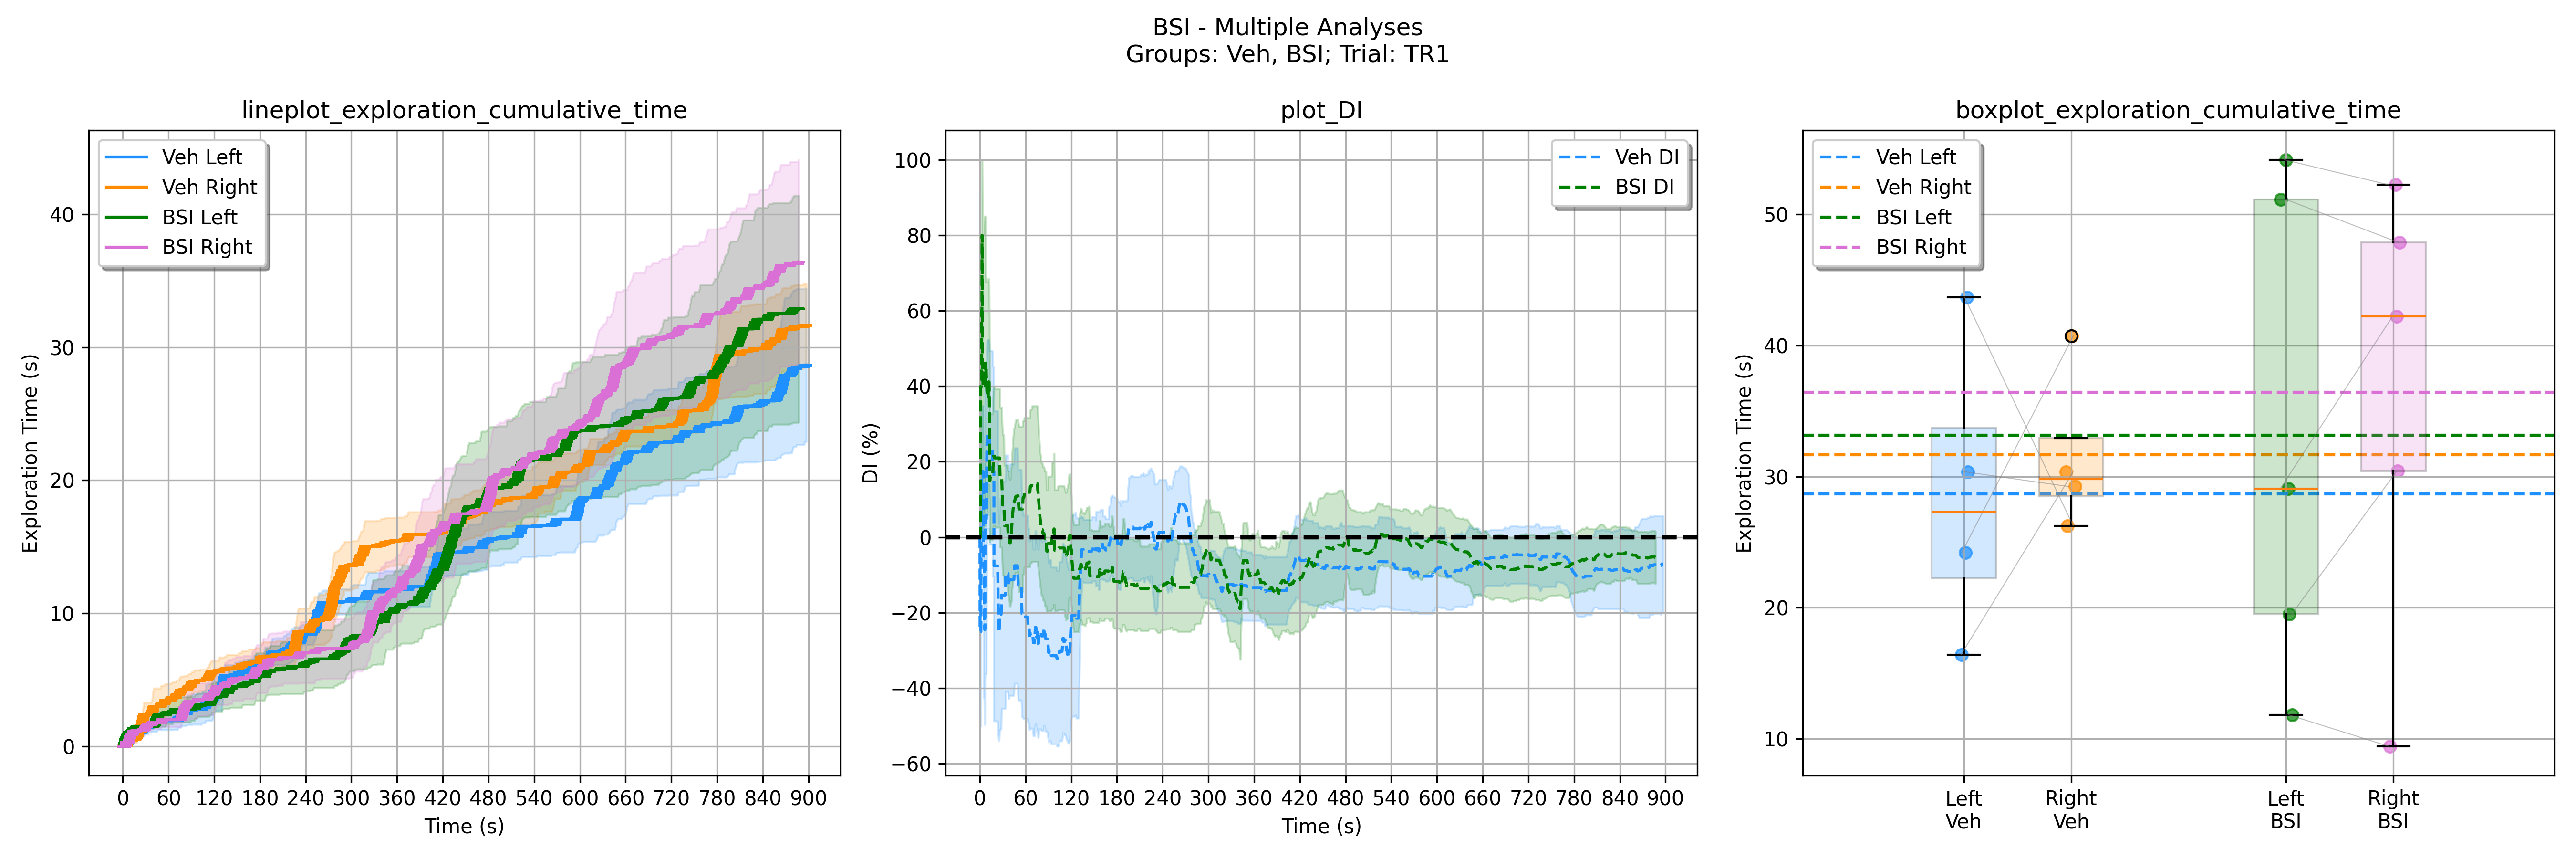 BSI - Multiple Analyses
Groups: Veh, BSI; Trial: TR1
lineplot_exploration_cumulative_time
Veh Left
Veh Right
BSI Left
BSI Right
Exploration Time (s)
40
30
20
10
0
0 60 120 180 240 300 360 420 480 540 600 660 720 780 840 900
Time (s)
plot_DI
Veh DI
BSI DI
DI (%)
100
80
60
40
20
0
−20
−40
−60
0 60 120 180 240 300 360 420 480 540 600 660 720 780 840 900
Time (s)
boxplot_exploration_cumulative_time
Veh Left
Veh Right
BSI Left
BSI Right
Exploration Time (s)
50
40
30
20
10
Left Right Left Right
Veh Veh BSI BSI